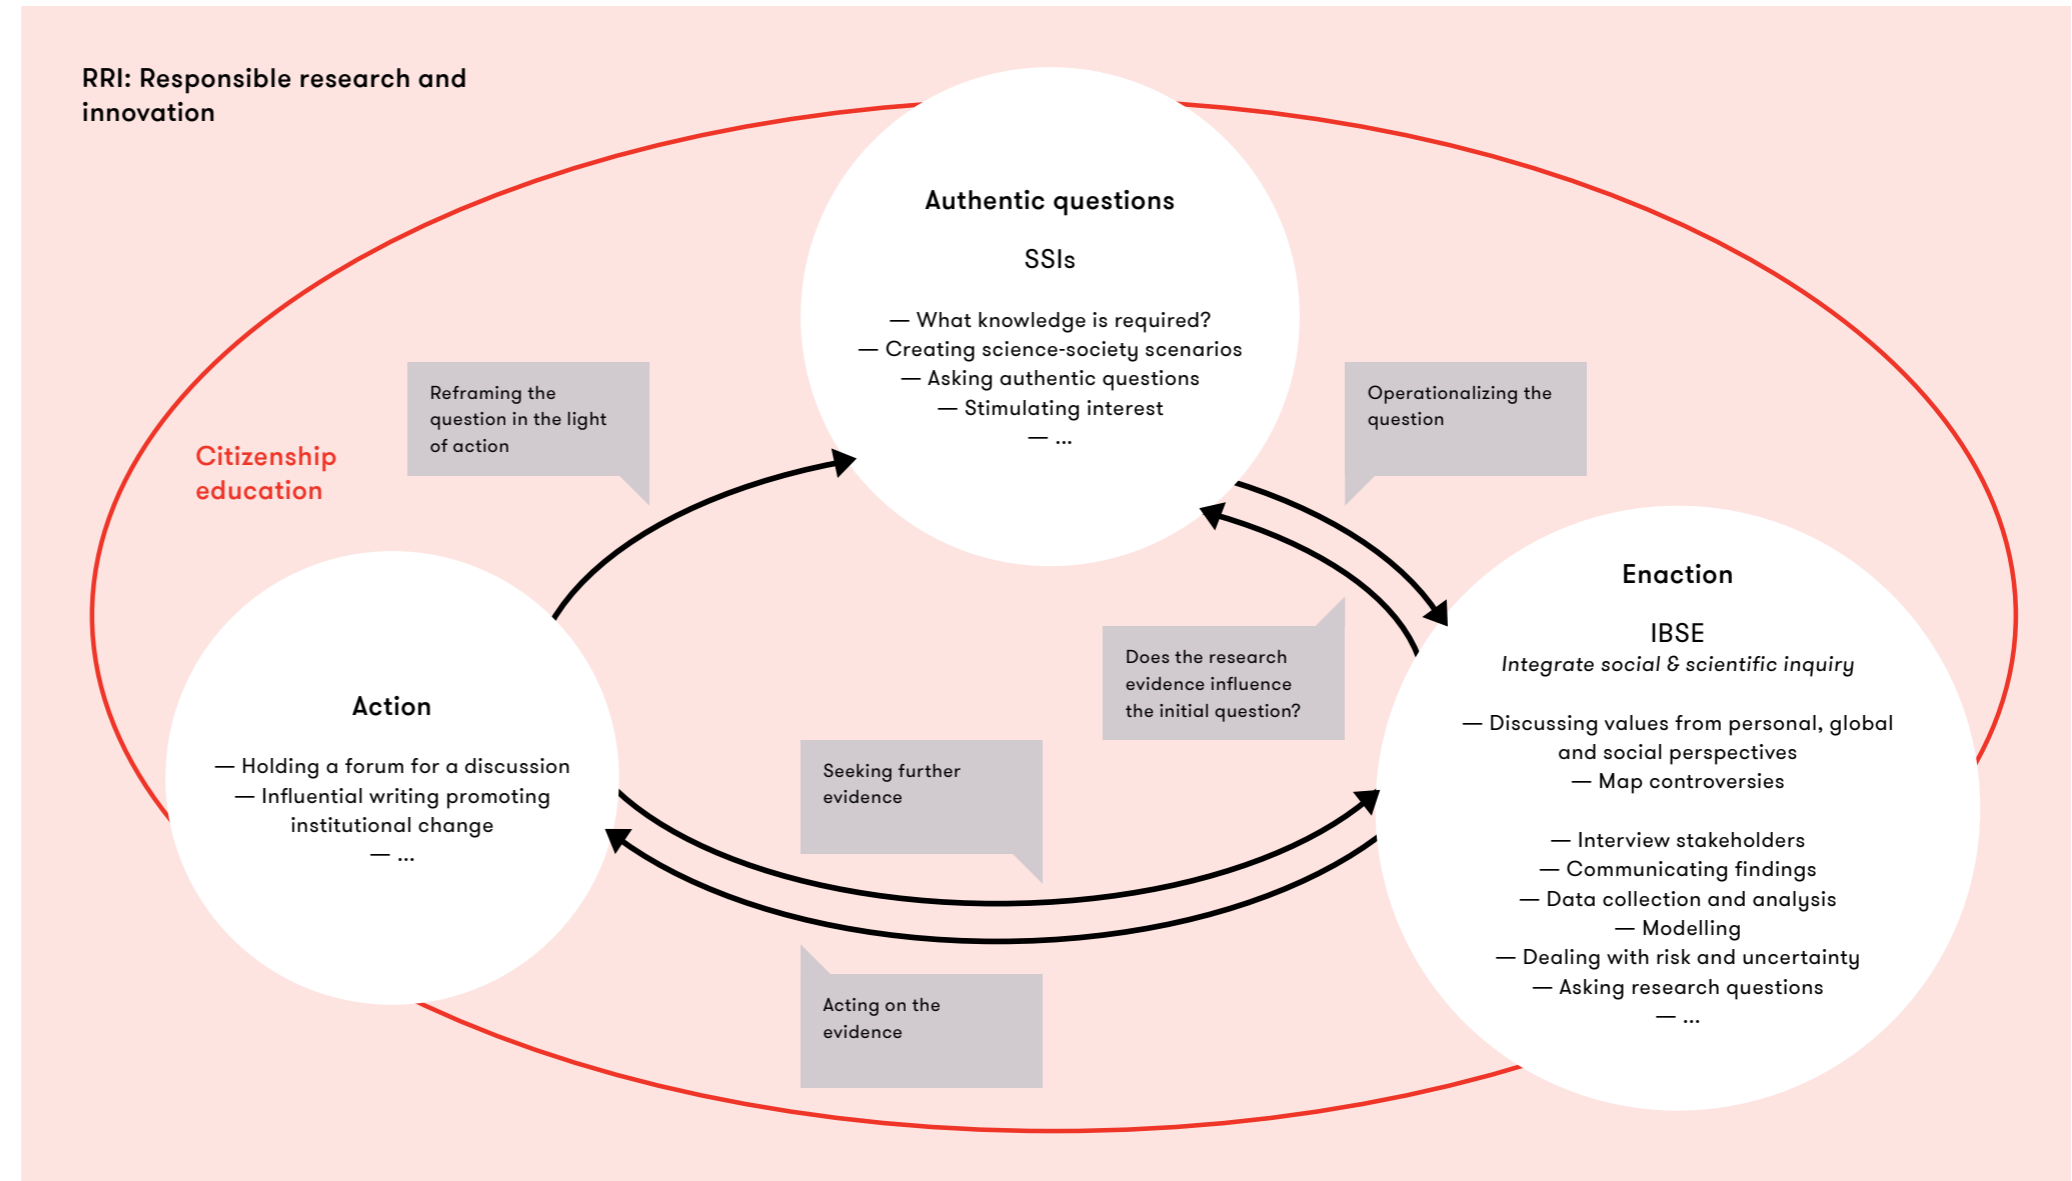 RRI: Responsible research and
innovation
Authentic questions
SSIs
— What knowledge is required?
— Creating science-society scenarios
— Asking authentic questions
— Stimulating interest
— ...
Reframing the
question in the light
of action
Operationalizing the
question
Citizenship
education
Enaction
IBSE
Integrate social & scientific inquiry
— Discussing values from personal, global
and social perspectives
— Map controversies
— Interview stakeholders
— Communicating findings
— Data collection and analysis
— Modelling
— Dealing with risk and uncertainty
— Asking research questions
— ...
Does the research
evidence influence
the initial question?
Action
— Holding a forum for a discussion
— Influential writing promoting
institutional change
— ...
Seeking further
evidence
Acting on the
evidence